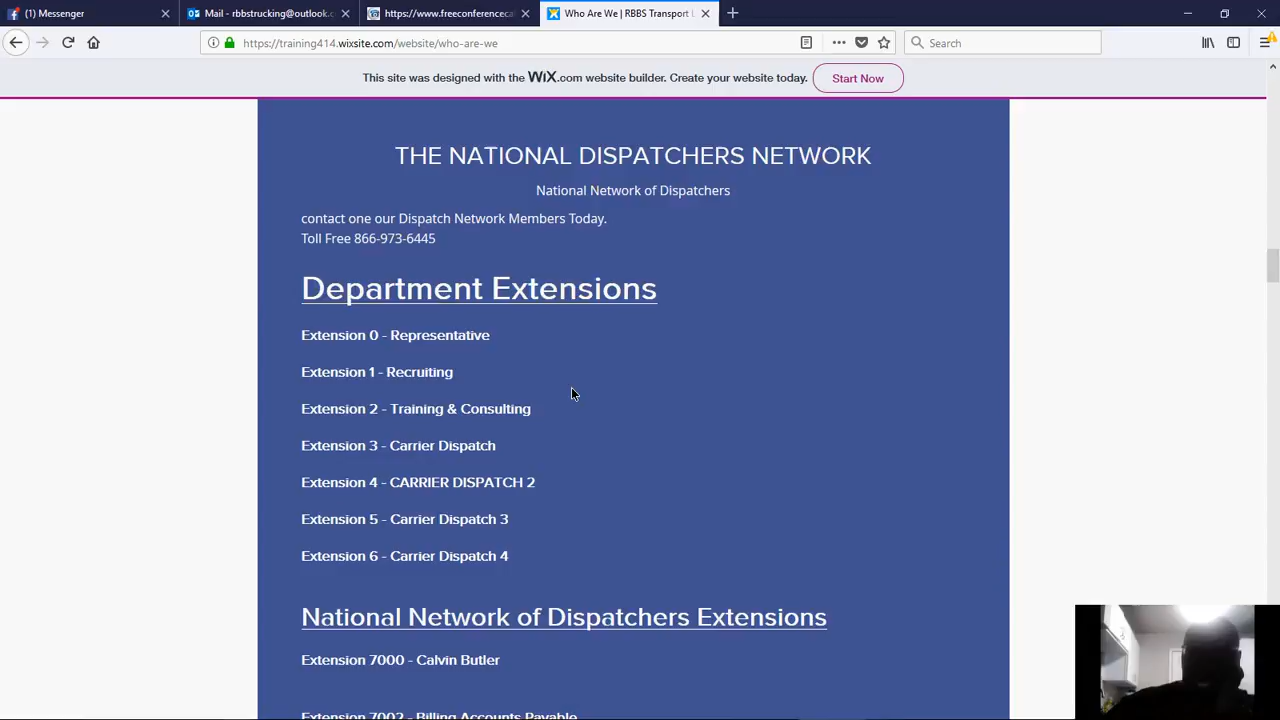 (1) Messenger
Mail - rbbstrucking@outlook.c
https://www.freeconferenceca
Who Are We | RBBS Transport L
https://training414.wixsite.com/website/who-are-we
Search
This site was designed with the WiX.com website builder. Create your website today.
Start Now
THE NATIONAL DISPATCHERS NETWORK
National Network of Dispatchers
contact one our Dispatch Network Members Today.
Toll Free 866-973-6445
Department Extensions
Extension 0 - Representative
Extension 1 - Recruiting
Extension 2 - Training & Consulting
Extension 3 - Carrier Dispatch
Extension 4 - CARRIER DISPATCH 2
Extension 5 - Carrier Dispatch 3
Extension 6 - Carrier Dispatch 4
National Network of Dispatchers Extensions
Extension 7000 - Calvin Butler
Extension 7002 - Billing Accounts Payable